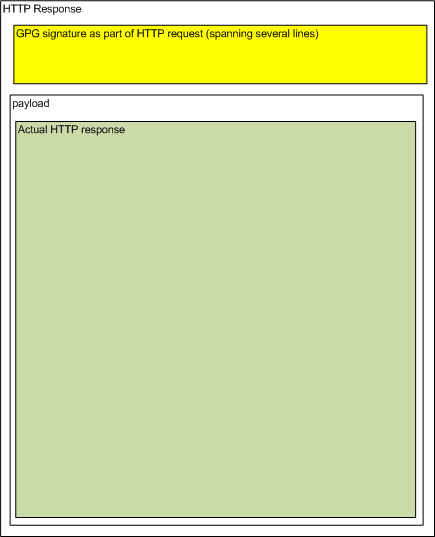 HTTP Response
GPG signature as part of HTTP request (spanning several lines)
payload
Actual HTTP response